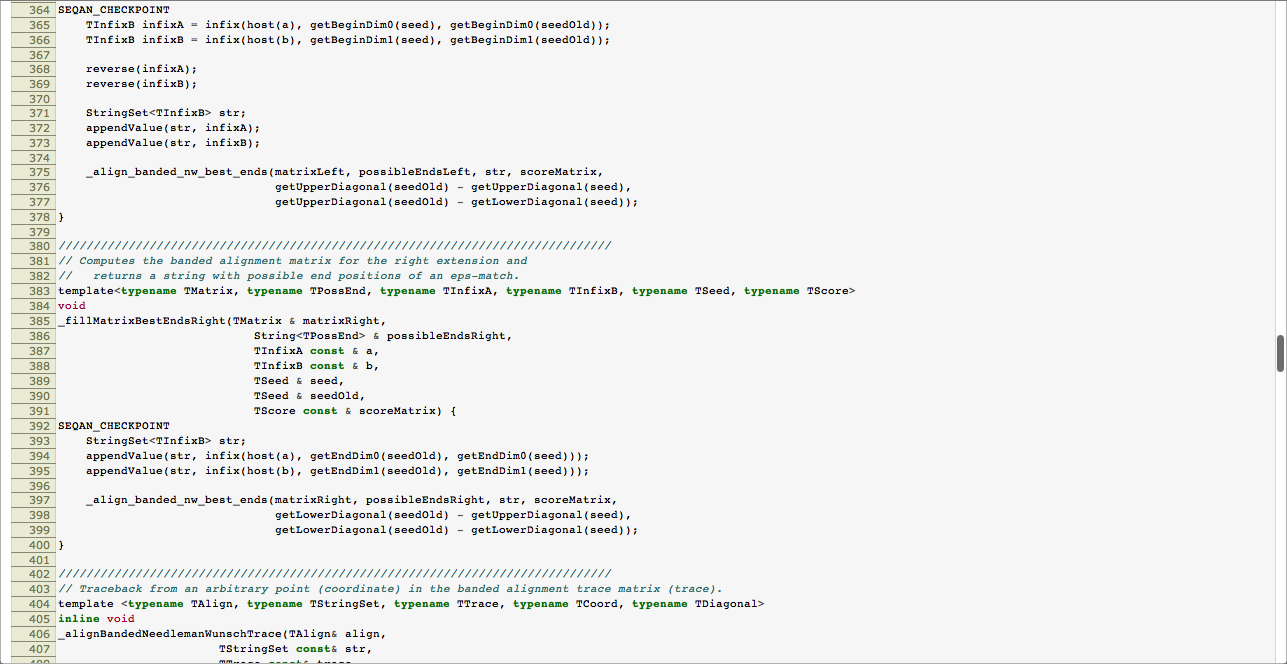 364 SEQAN_CHECKPOINT
365     TInfixB infixA = infix(host(a), getBeginDim0(seed), getBeginDim0(seedOld));
366     TInfixB infixB = infix(host(b), getBeginDim1(seed), getBeginDim1(seedOld));
367
368     reverse(infixA);
369     reverse(infixB);
370
371     StringSet<TInfixB> str;
372     appendValue(str, infixA);
373     appendValue(str, infixB);
374
375     _align_banded_nw_best_ends(matrixLeft, possibleEndsLeft, str, scoreMatrix,
376                                getUpperDiagonal(seedOld) - getUpperDiagonal(seed),
377                                getUpperDiagonal(seedOld) - getLowerDiagonal(seed));
378 }
379
380 ///////////////////////////////////////////////////////////////////////////////
381 // Computes the banded alignment matrix for the right extension and
382 //   returns a string with possible end positions of an eps-match.
383 template<typename TMatrix, typename TPossEnd, typename TInfixA, typename TInfixB, typename TSeed, typename TScore>
384 void
385 _fillMatrixBestEndsRight(TMatrix & matrixRight,
386                             String<TPossEnd> & possibleEndsRight,
387                             TInfixA const & a,
388                             TInfixB const & b,
389                             TSeed & seed,
390                             TSeed & seedOld,
391                             TScore const & scoreMatrix) {
392 SEQAN_CHECKPOINT
393     StringSet<TInfixB> str;
394     appendValue(str, infix(host(a), getEndDim0(seedOld), getEndDim0(seed)));
395     appendValue(str, infix(host(b), getEndDim1(seedOld), getEndDim1(seed)));
396
397     _align_banded_nw_best_ends(matrixRight, possibleEndsRight, str, scoreMatrix,
398                                getLowerDiagonal(seedOld) - getUpperDiagonal(seed),
399                                getLowerDiagonal(seedOld) - getLowerDiagonal(seed));
400 }
401
402 ///////////////////////////////////////////////////////////////////////////////
403 // Traceback from an arbitrary point (coordinate) in the banded alignment trace matrix (trace).
404 template <typename TAlign, typename TStringSet, typename TTrace, typename TCoord, typename TDiagonal>
405 inline void
406 _alignBandedNeedlemanWunschTrace(TAlign& align,
407                        TStringSet const& str,
408                        TTrace const& trace,